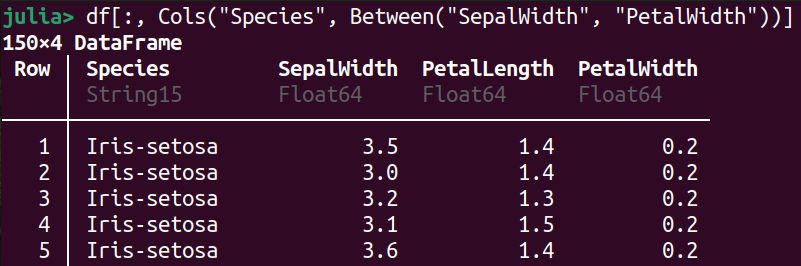 julia> df[:, Cols("Species", Between("SepalWidth", "PetalWidth"))]
150×4 DataFrame
Row Species SepalWidth PetalLength PetalWidth
String15 Float64 Float64 Float64
1 Iris-setosa 3.5 1.4 0.2
2 Iris-setosa 3.0 1.4 0.2
3 Iris-setosa 3.2 1.3 0.2
4 Iris-setosa 3.1 1.5 0.2
5 Iris-setosa 3.6 1.4 0.2